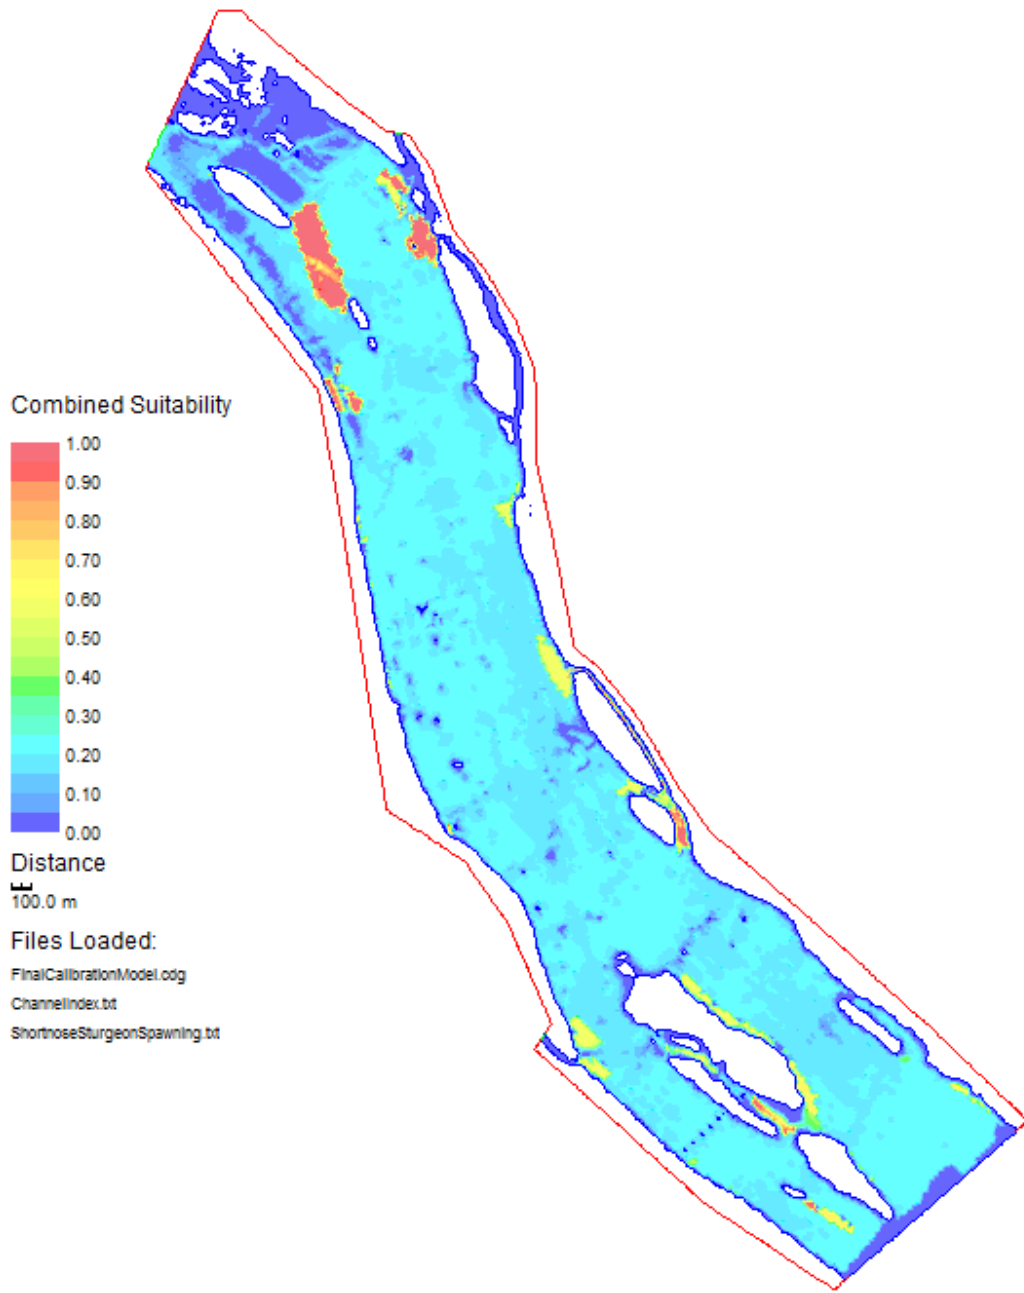 Combined Suitability
1.00
0.90
0.80
0.70
0.60
0.50
0.40
0.30
0.20
0.10
0.00
Distance
100.0 m
Files Loaded:
FinalCalibrationModel.cdg
ChannelIndex.txt
ShortnoseSturgeonSpawning.txt